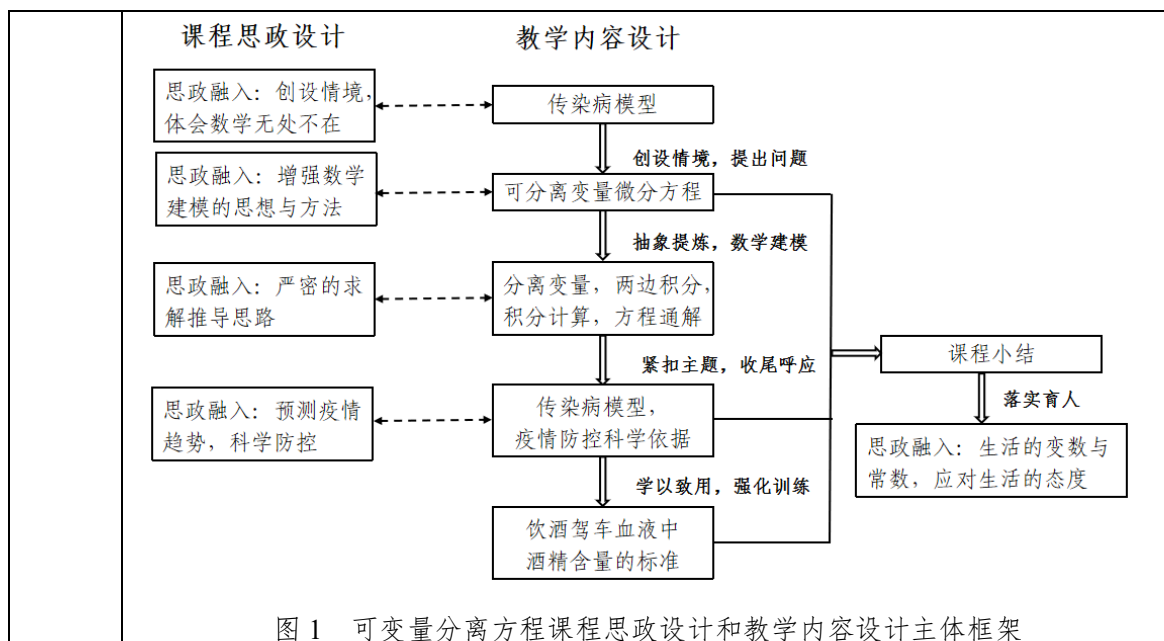 课程思政设计
教学内容设计
思政融入：创设情境，
体会数学无处不在
传染病模型
创设情境，提出问题
思政融入：增强数学
建模的思想与方法
可分离变量微分方程
抽象提炼，数学建模
思政融入：严密的求
解推导思路
分离变量，两边积分，
积分计算，方程通解
紧扣主题，收尾呼应
课程小结
落实育人
思政融入：预测疫情
趋势，科学防控
传染病模型，
疫情防控科学依据
思政融入：生活的变数与
常数，应对生活的态度
学以致用，强化训练
饮酒驾车血液中
酒精含量的标准
图 1 可变量分离方程课程思政设计和教学内容设计主体框架